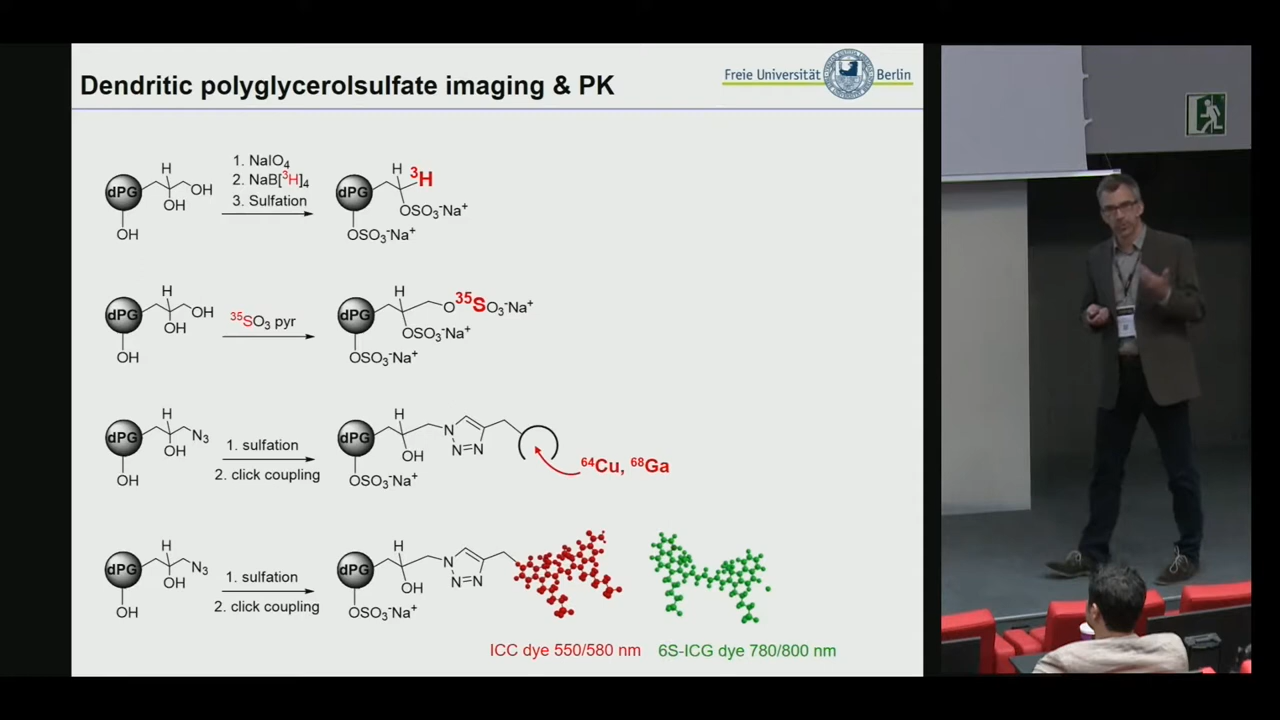 Dendritic polyglycerolsulfate imaging & PK
Freie Universität Berlin
dPG
H
OH
OH
OH
1. NaIO4
2. NaB[3H]4
3. Sulfation
dPG
H
3H
OSO3-Na+
OSO3-Na+
dPG
H
OH
OH
OH
35SO3 pyr
dPG
H
O35SO3-Na+
OSO3-Na+
OSO3-Na+
dPG
H
N3
OH
OH
1. sulfation
2. click coupling
dPG
H
OH
N
N=N
OSO3-Na+
64Cu, 68Ga
dPG
H
N3
OH
OH
1. sulfation
2. click coupling
dPG
H
OH
N
N=N
OSO3-Na+
ICC dye 550/580 nm
6S-ICG dye 780/800 nm